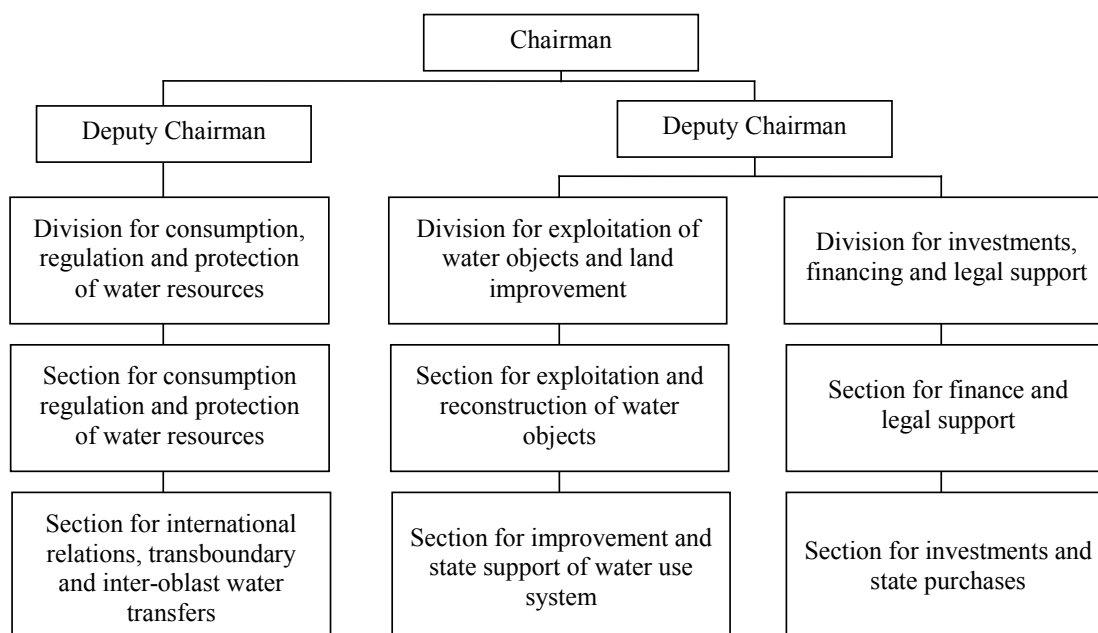 Chairman
Deputy Chairman
Deputy Chairman
Division for consumption,
regulation and protection
of water resources
Division for exploitation of
water objects and land
improvement
Division for investments,
financing and legal support
Section for consumption
regulation and protection
of water resources
Section for exploitation and
reconstruction of water
objects
Section for finance and
legal support
Section for international
relations, transboundary
and inter-oblast water
transfers
Section for improvement and
state support of water use
system
Section for investments and
state purchases